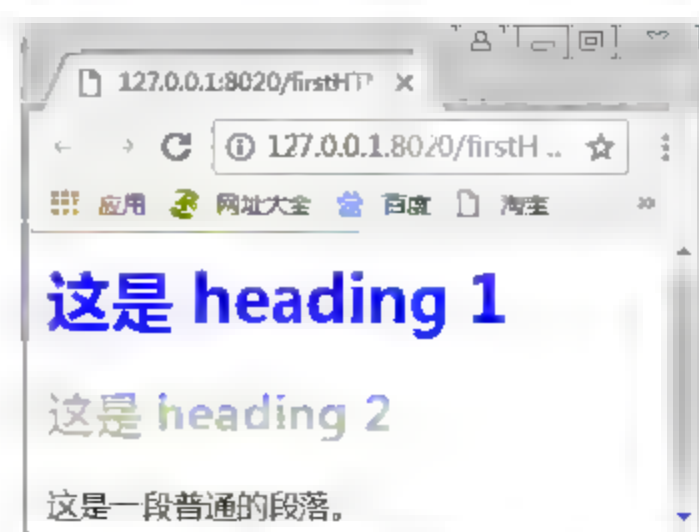 127.0.0.1:8020/firstHT
127.0.0.1:8020/firstH ..
应用 网址大全 百度 淘宝
这是 heading 1
这是 heading 2
这是一段普通的段落。